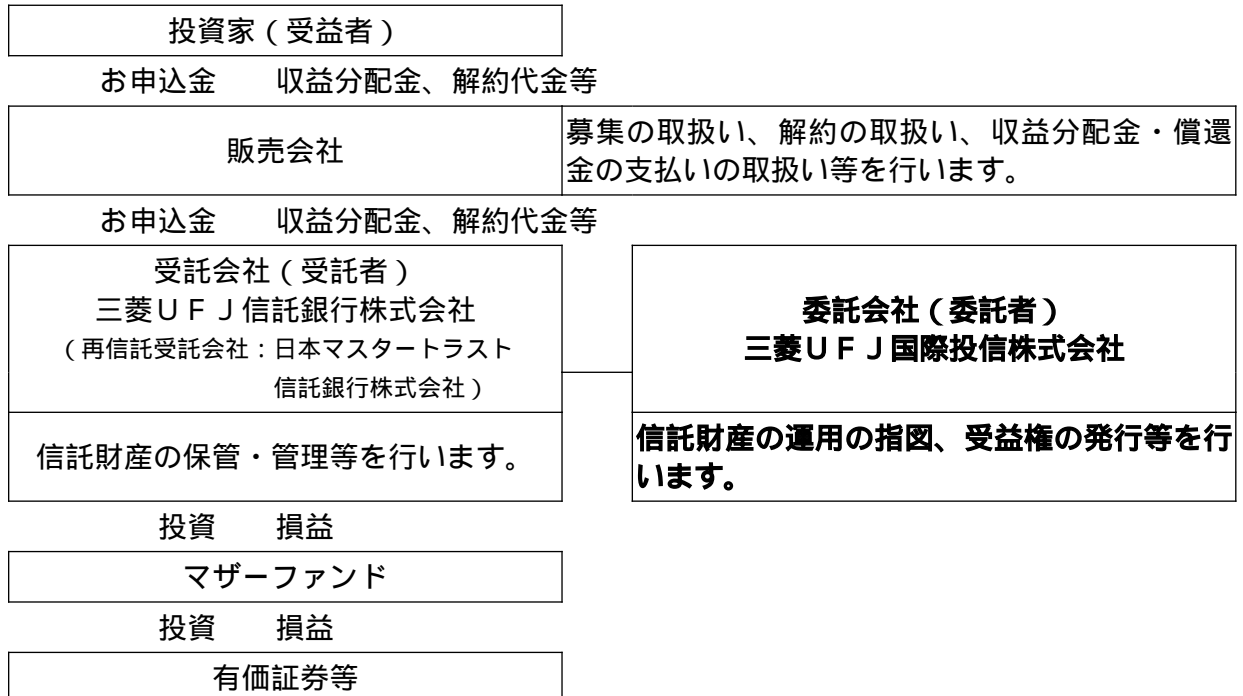 投資家（受益者）
お申込金　　収益分配金、解約代金等
販売会社
募集の取扱い、解約の取扱い、収益分配金・償還
金の支払いの取扱い等を行います。
お申込金　　収益分配金、解約代金等
受託会社（受託者）
三菱ＵＦＪ信託銀行株式会社
（再信託受託会社：日本マスタートラスト
信託銀行株式会社）
委託会社（委託者）
三菱ＵＦＪ国際投信株式会社
信託財産の保管・管理等を行います。
信託財産の運用の指図、受益権の発行等を行
います。
投資　　損益
マザーファンド
投資　　損益
有価証券等